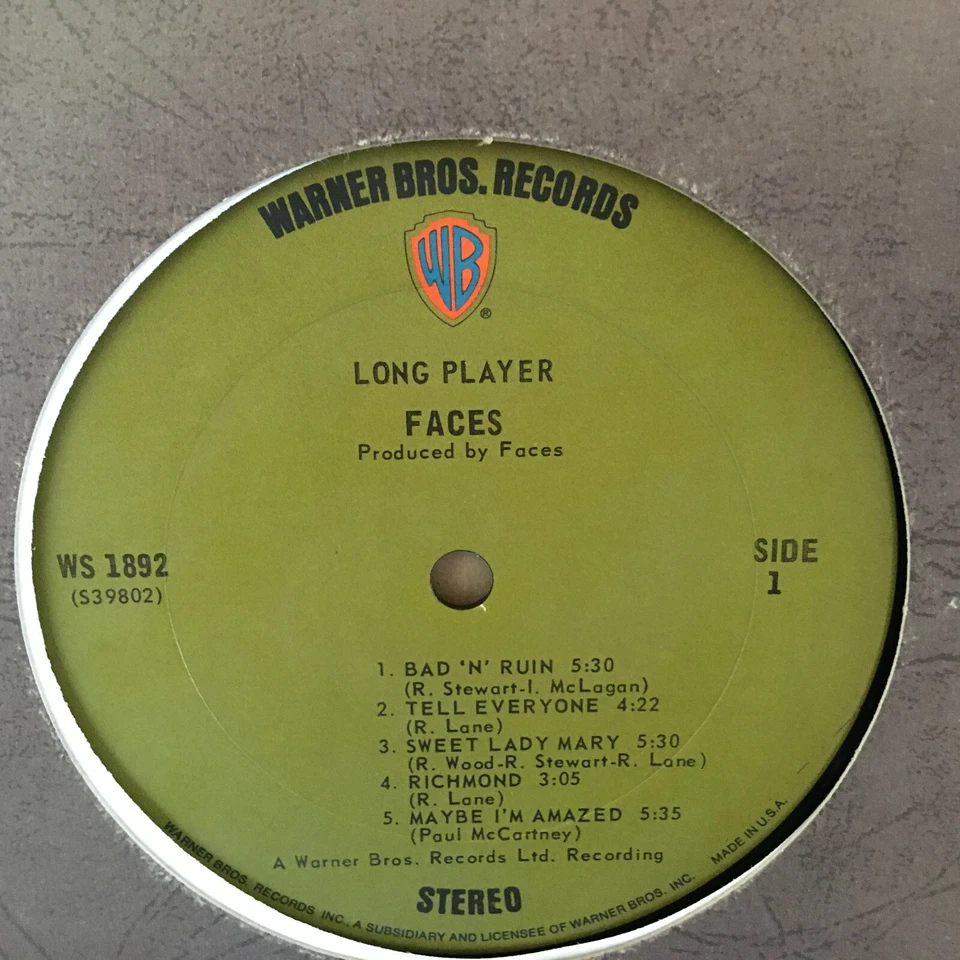 WARNER BROS. RECORDS
WB
®
LONG PLAYER
FACES
Produced by Faces
WS 1892
(S39802)
SIDE
1
1. BAD 'N' RUIN 5:30
(R. Stewart-I. McLagan)
2. TELL EVERYONE 4:22
(R. Lane)
3. SWEET LADY MARY 5:30
(R. Wood-R. Stewart-R. Lane)
4. RICHMOND 3:05
(R. Lane)
5. MAYBE I'M AMAZED 5:35
(Paul McCartney)
A Warner Bros. Records Ltd. Recording
STEREO
WARNER BROS. RECORDS INC., A SUBSIDIARY AND LICENSEE OF WARNER BROS. INC.
MADE IN U.S.A.